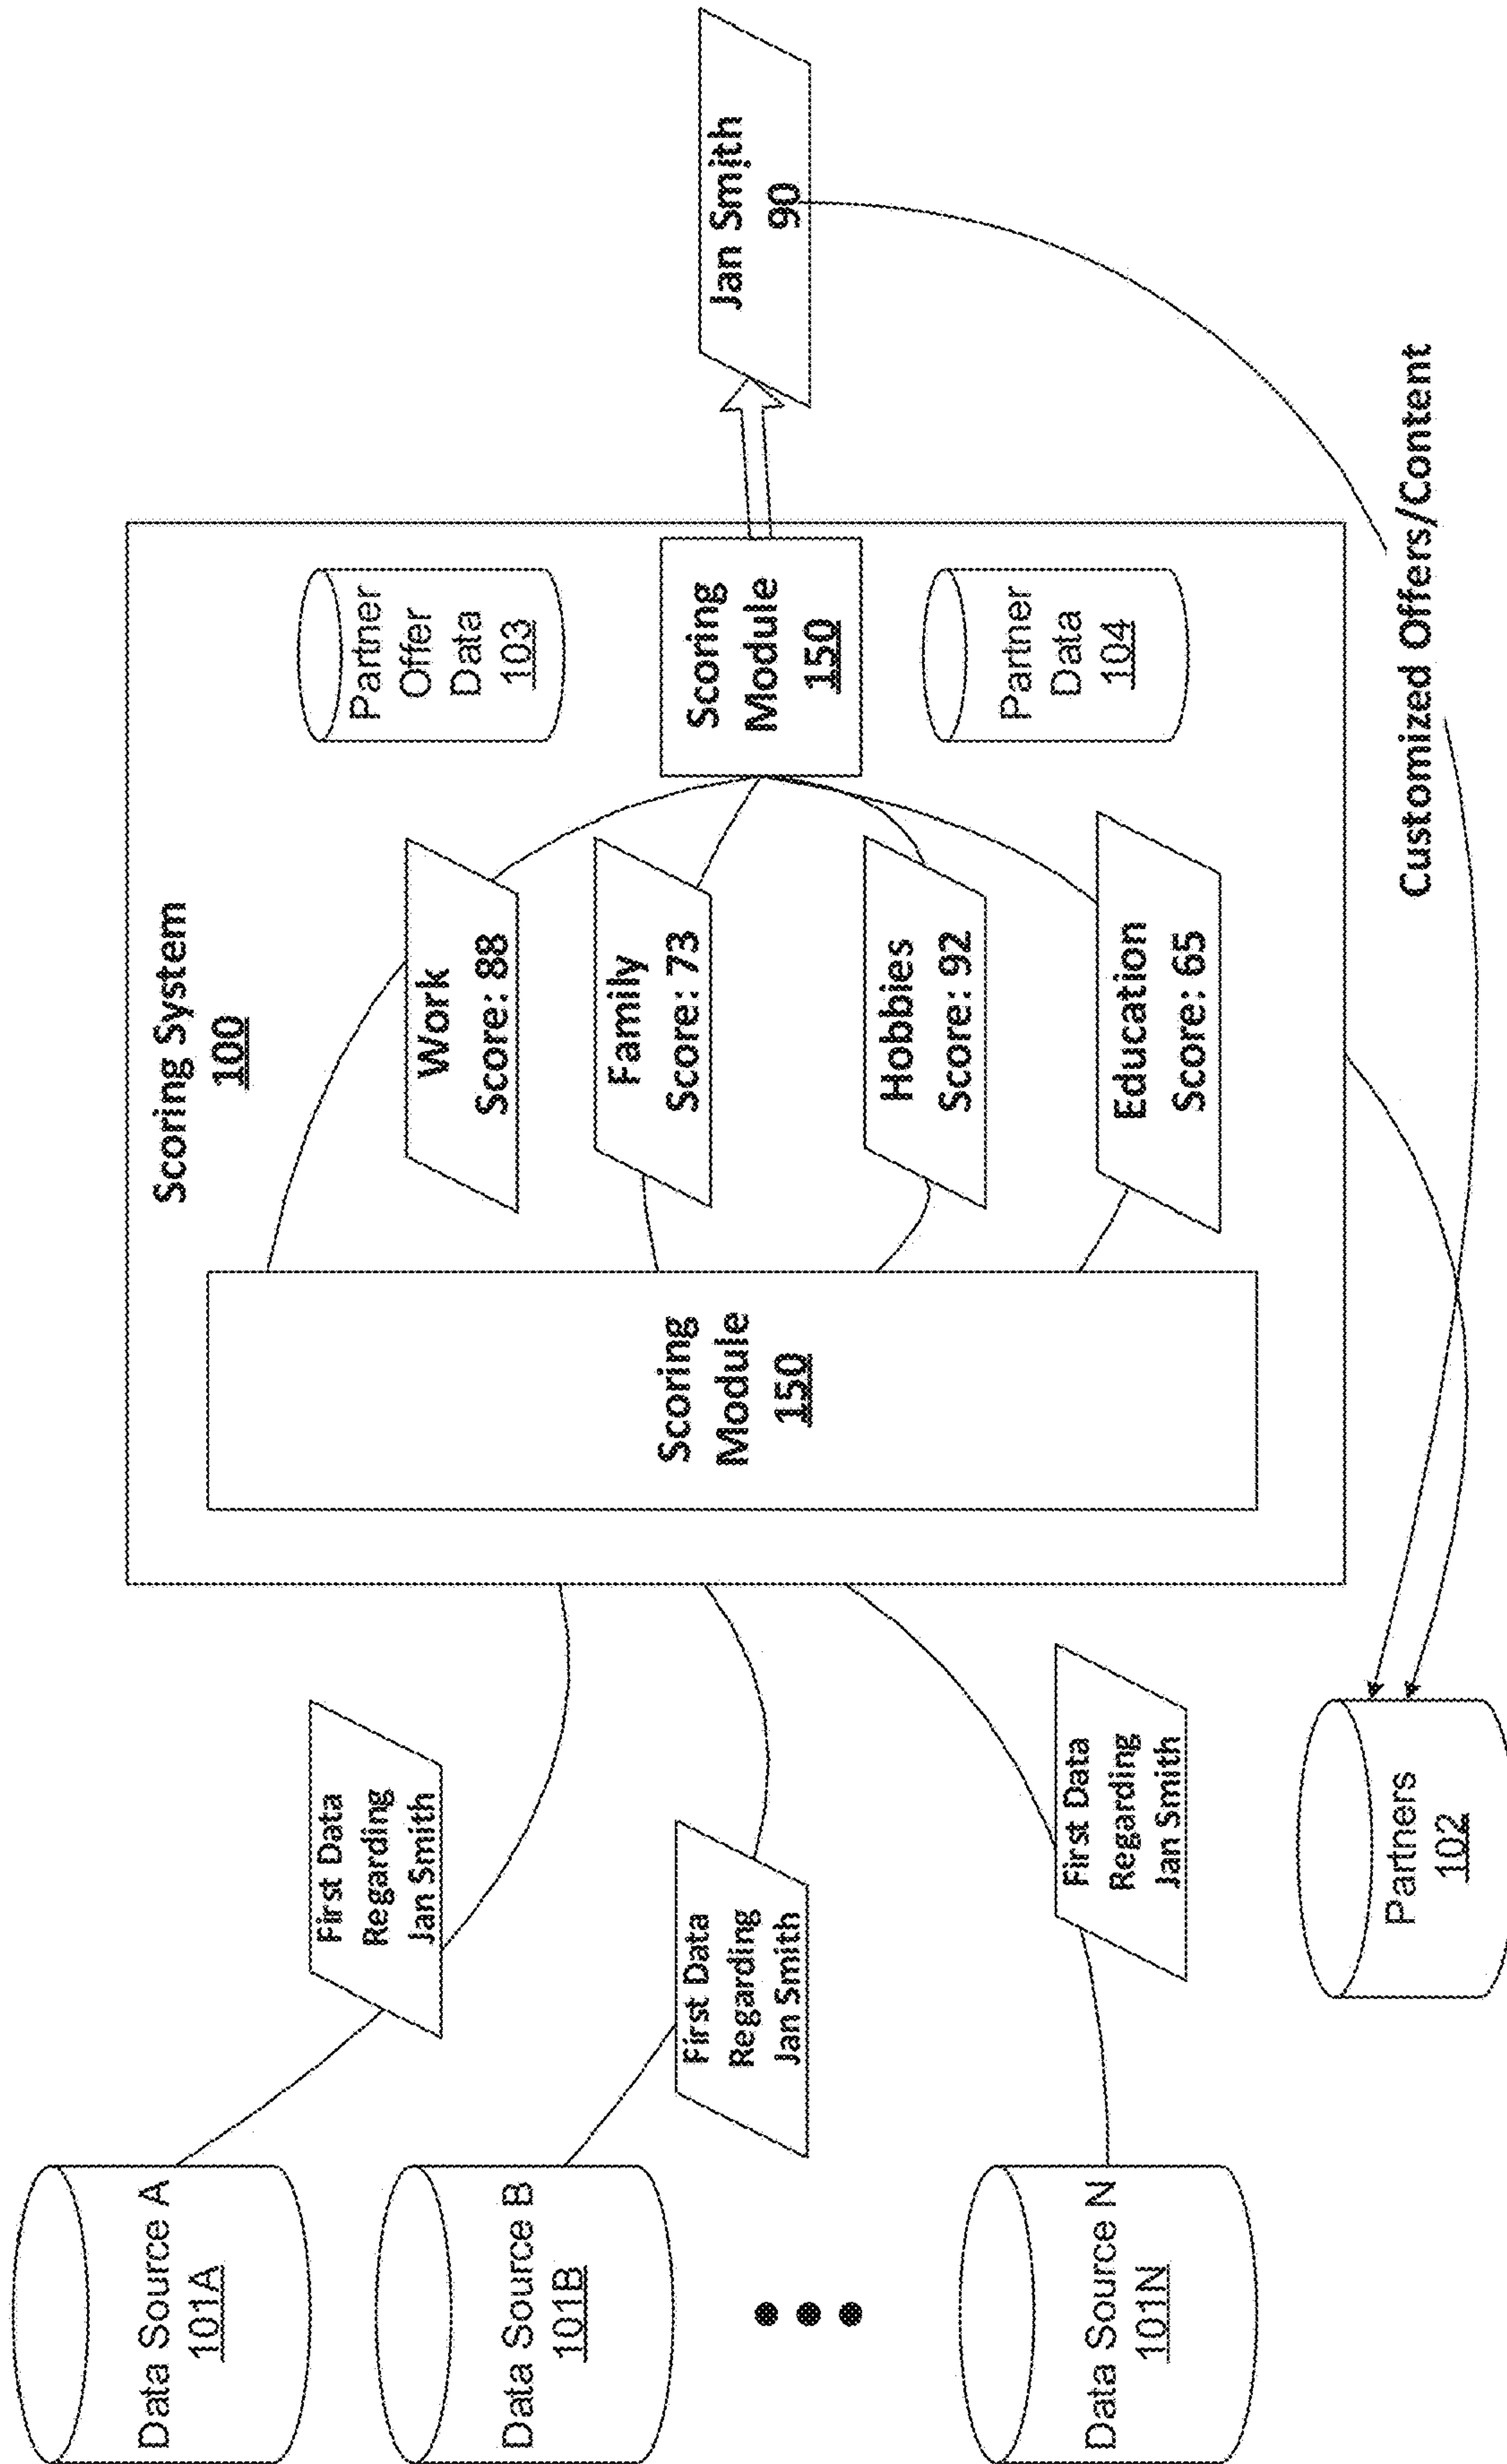 Data Source A
101A
Data Source B
101B
Data Source N
101N
First Data
Regarding
Jan Smith
First Data
Regarding
Jan Smith
First Data
Regarding
Jan Smith
Partners
102
Scoring System
100
Scoring
Module
150
Work
Score: 88
Family
Score: 73
Hobbies
Score: 92
Education
Score: 65
Partner
Offer
Data
103
Scoring
Module
150
Partner
Data
104
Jan Smith
90
Customized Offers/Content